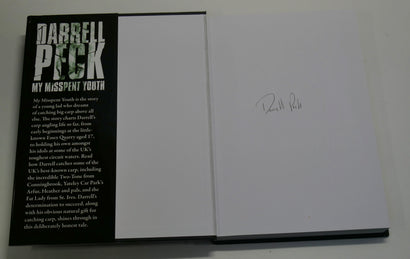 DARRELL
PECK
MY MISSPENT YOUTH
My Misspent Youth is the story
of a young lad who dreams
of catching big carp above all
else. The story charts Darrell's
carp angling life so far, from
early beginnings at the little-
known Essex Quarry aged 17,
to holding his own amongst
his idols at some of the UK's
toughest circuit waters. Read
how Darrell catches some of the
UK's best-known carp, including
the incredible Two-Tone from
Conningbrook, Yateley Car Park's
Arfur, Heather and pals, and the
Fat Lady from St. Ives. Darrell's
determination to succeed, along
with his obvious natural gift for
catching carp, shines through in
this deliberately honest tale.
Darrell Peck